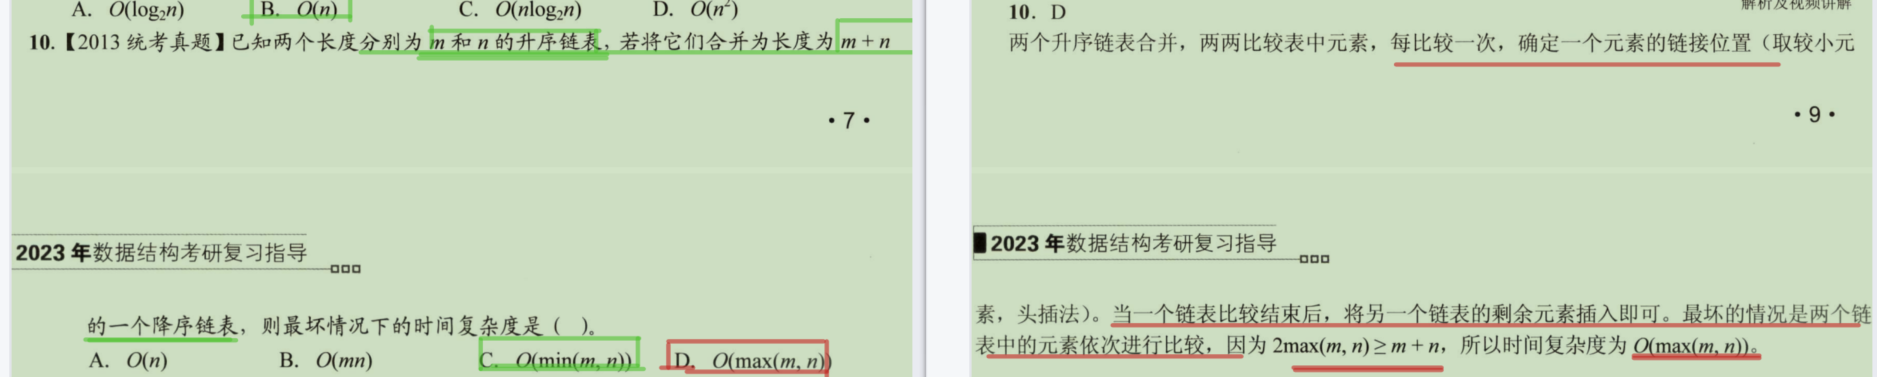 A. O(log₂n) B. O(n) C. O(nlog₂n) D. O(n²)
10.【2013 统考真题】已知两个长度分别为 m 和 n 的升序链表，若将它们合并为长度为 m + n
• 7 •
2023 年数据结构考研复习指导
的一个降序链表，则最坏情况下的时间复杂度是（ ）。
A. O(n) B. O(mn) C. O(min(m, n)) D. O(max(m, n))
解析及视频讲解
10. D
两个升序链表合并，两两比较表中元素，每比较一次，确定一个元素的链接位置（取较小元
• 9 •
2023 年数据结构考研复习指导
素，头插法）。当一个链表比较结束后，将另一个链表的剩余元素插入即可。最坏的情况是两个链
表中的元素依次进行比较，因为 2max(m, n) ≥ m + n，所以时间复杂度为 O(max(m, n))。